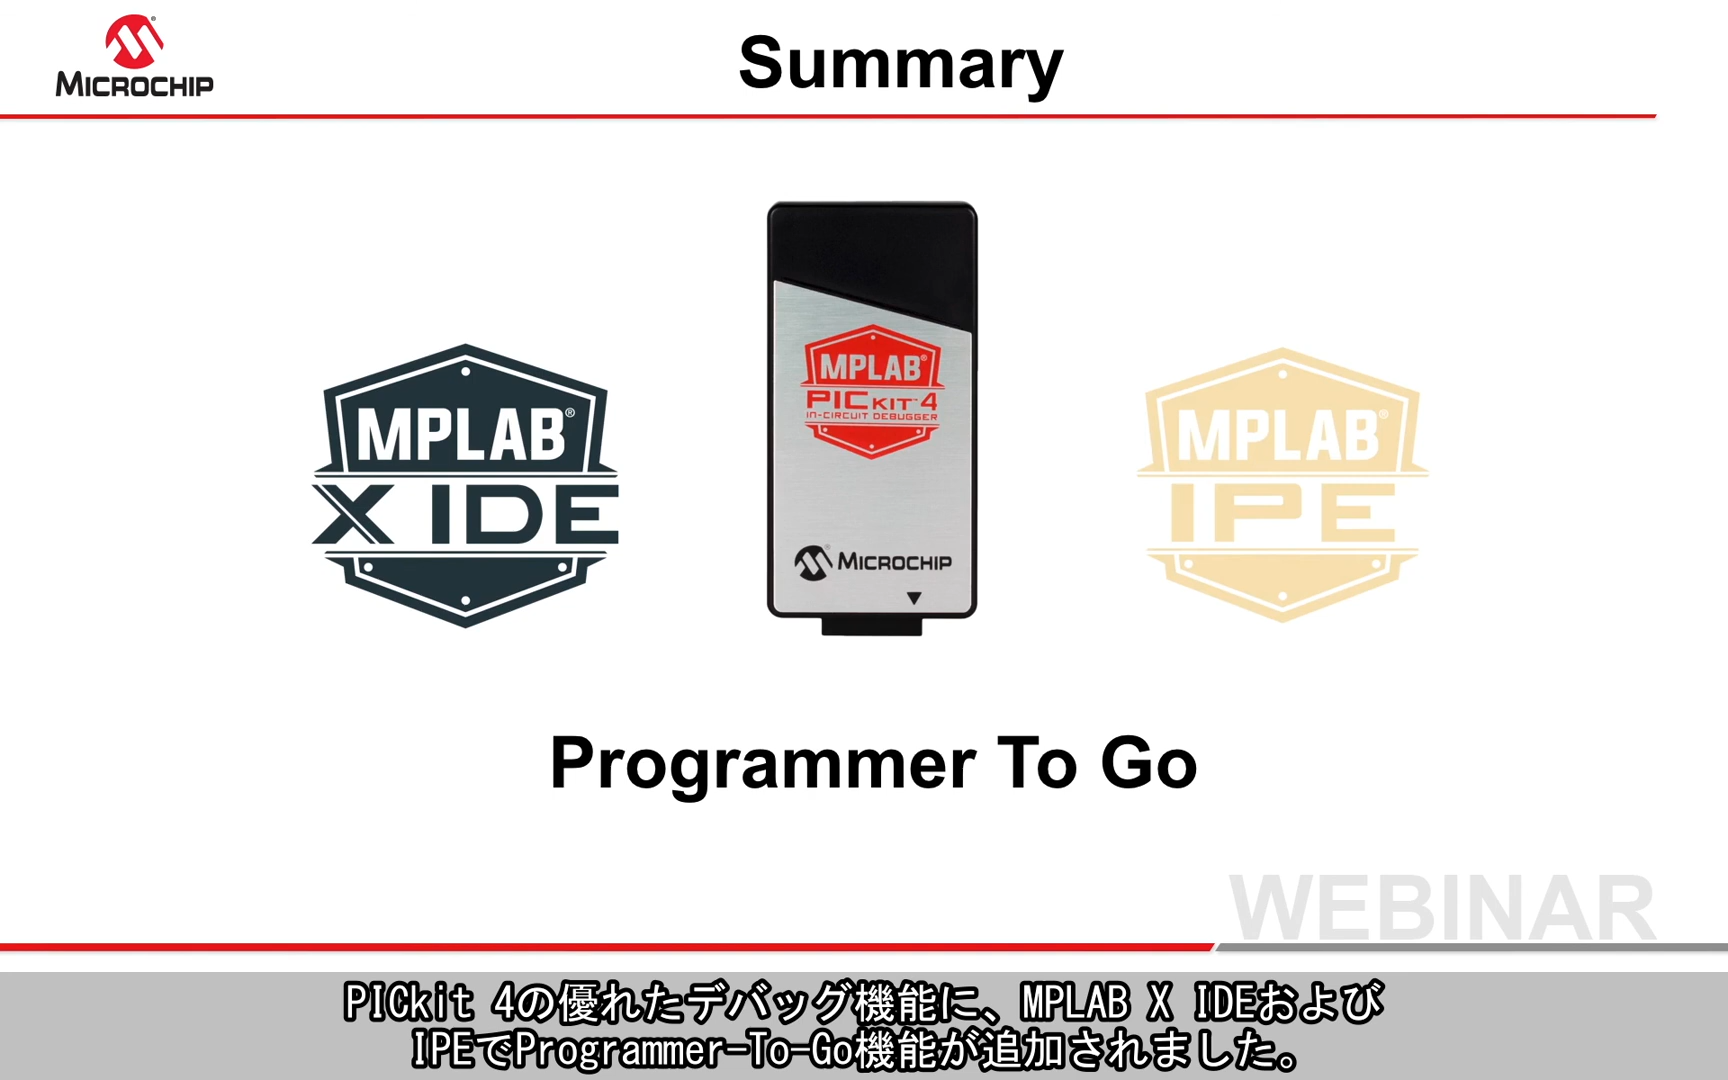 Summary
MICROCHIP
MPLAB®
X IDE
MPLAB®
PICKIT™4
IN-CIRCUIT DEBUGGER
MICROCHIP
MPLAB®
IPE
Programmer To Go
WEBINAR
PICkit 4の優れたデバッグ機能に、MPLAB X IDEおよび
IPEでProgrammer-To-Go機能が追加されました。